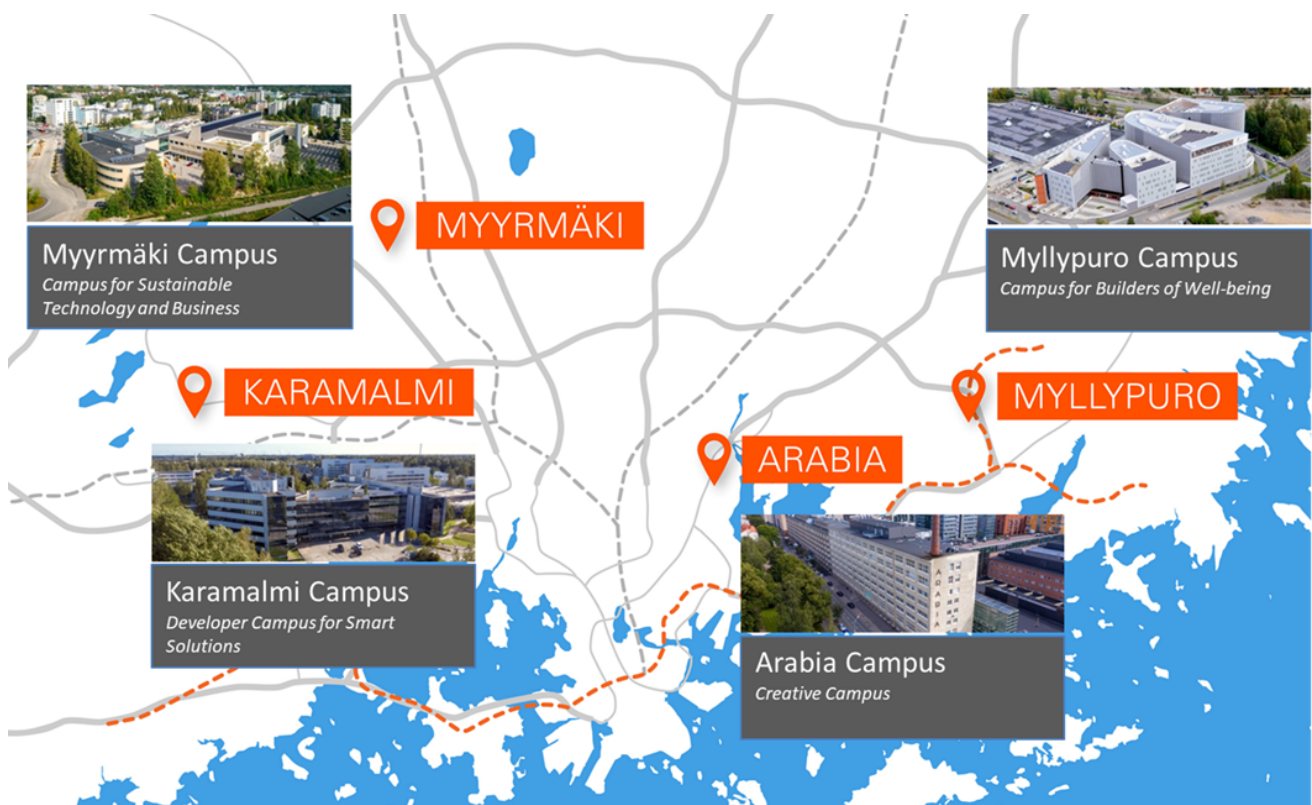 MYYRMÄKI
Myyrmäki Campus
Campus for Sustainable
Technology and Business
Myllypuro Campus
Campus for Builders of Well-being
KARAMALMI
MYLLYPURO
ARABIA
Karamalmi Campus
Developer Campus for Smart
Solutions
ARABIA
Arabia Campus
Creative Campus